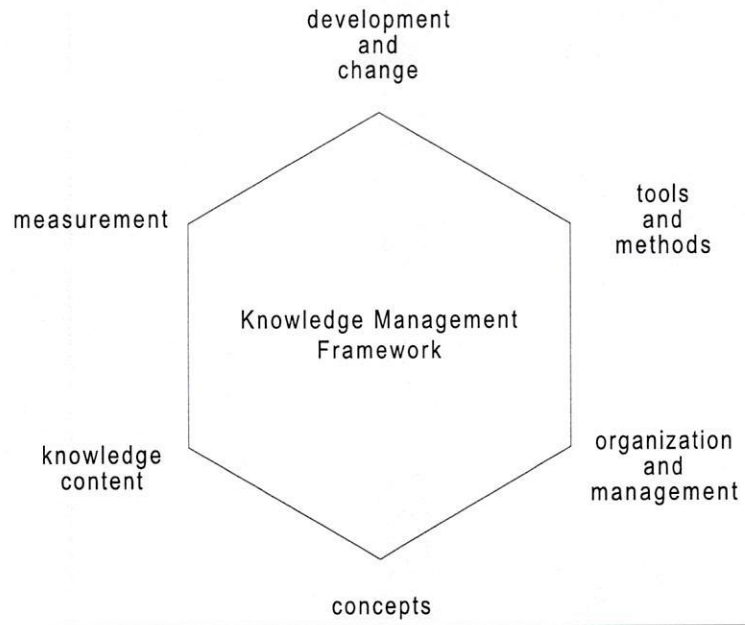 development
and
change
measurement
tools
and
methods
Knowledge Management
Framework
knowledge
content
organization
and
management
concepts